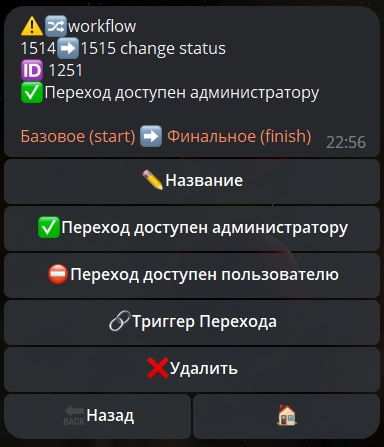 ⚠️🔀workflow
1514➡️1515 change status
🆔 1251
✅Переход доступен администратору
Базовое (start) ➡️ Финальное (finish) 22:56
✏️Название
✅Переход доступен администратору
⛔Переход доступен пользователю
🔗Триггер Перехода
❌Удалить
🔙Назад 🏠